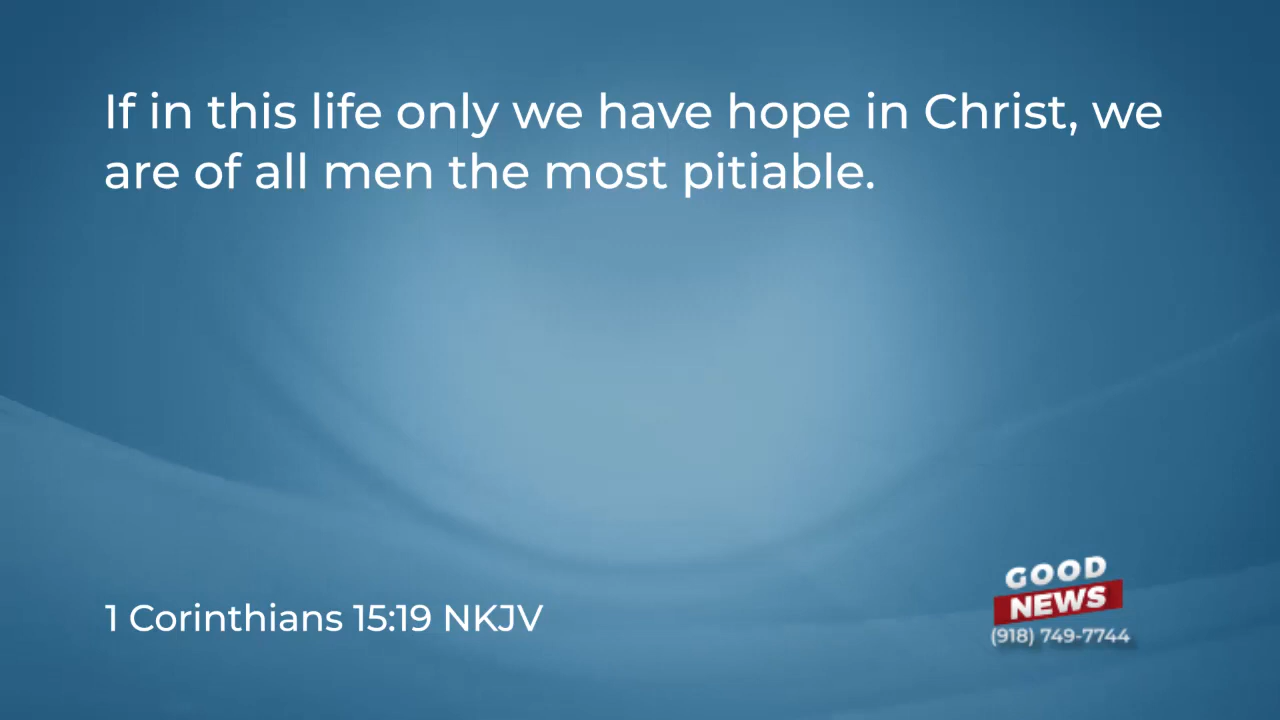 If in this life only we have hope in Christ, we
are of all men the most pitiable.
1 Corinthians 15:19 NKJV
GOOD
NEWS
(918) 749-7744